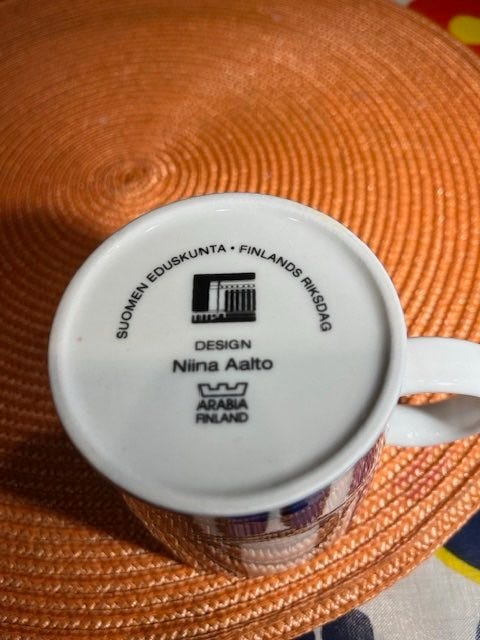 SUOMEN EDUSKUNTA • FINLANDS RIKSDAG
DESIGN
Niina Aalto
ARABIA
FINLAND